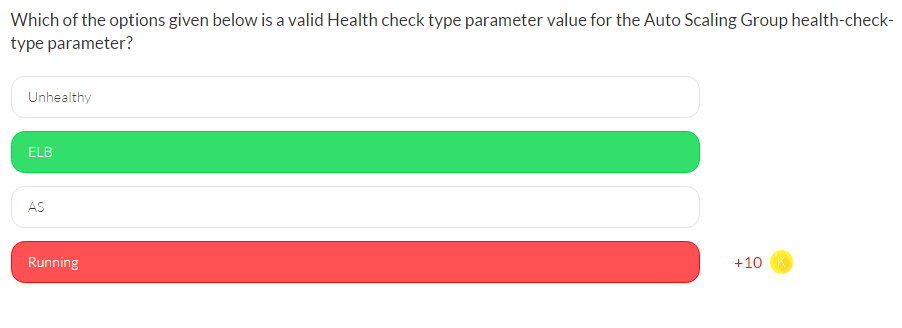 Which of the options given below is a valid Health check type parameter value for the Auto Scaling Group health-check-
type parameter?
Unhealthy
ELB
AS
Running
+10 K